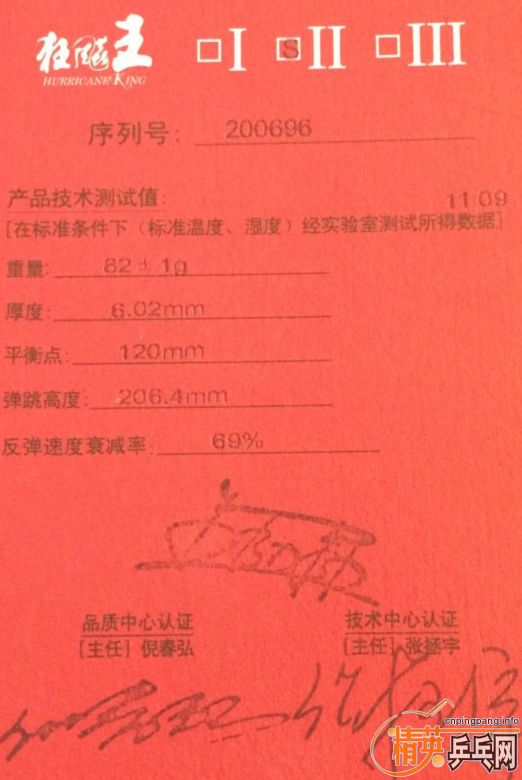 狂飚王 □I S II □III
HURRICANE KING
序列号: 200696
产品技术测试值: 11 09
[在标准条件下（标准温度、湿度）经实验室测试所得数据]
重量: 82±1g
厚度: 6.02mm
平衡点: 120mm
弹跳高度: 206.4mm
反弹速度衰减率: 69%
品质中心认证 技术中心认证
[主任] 倪春弘 [主任] 张拯宇
cnpingpang.info
精英乒乓网